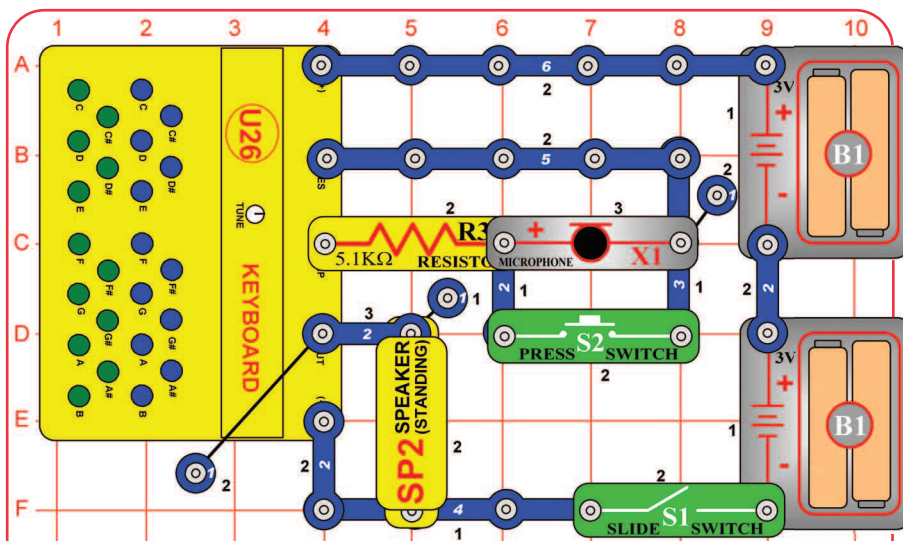 1 2 3 4 5 6 7 8 9 10
A
B
C
D
E
F
C
C#
D
D#
E
F
F#
G
G#
A
A#
B
C
C#
D
D#
E
F
F#
G
G#
A
A#
B
U26
TUNE
KEYBOARD
6
2
2
5
3V
1
+
-
B1
2
1
2
R3
5.1KΩ
3
+
MICROPHONE
X1
2
1
3
1
2
2
1
1
3
2
PRESS S2 SWITCH
2
SPEAKER
(STANDING)
SP2
2
3V
1
+
-
B1
1
2
2
2
4
1
2
SLIDE S1 SWITCH